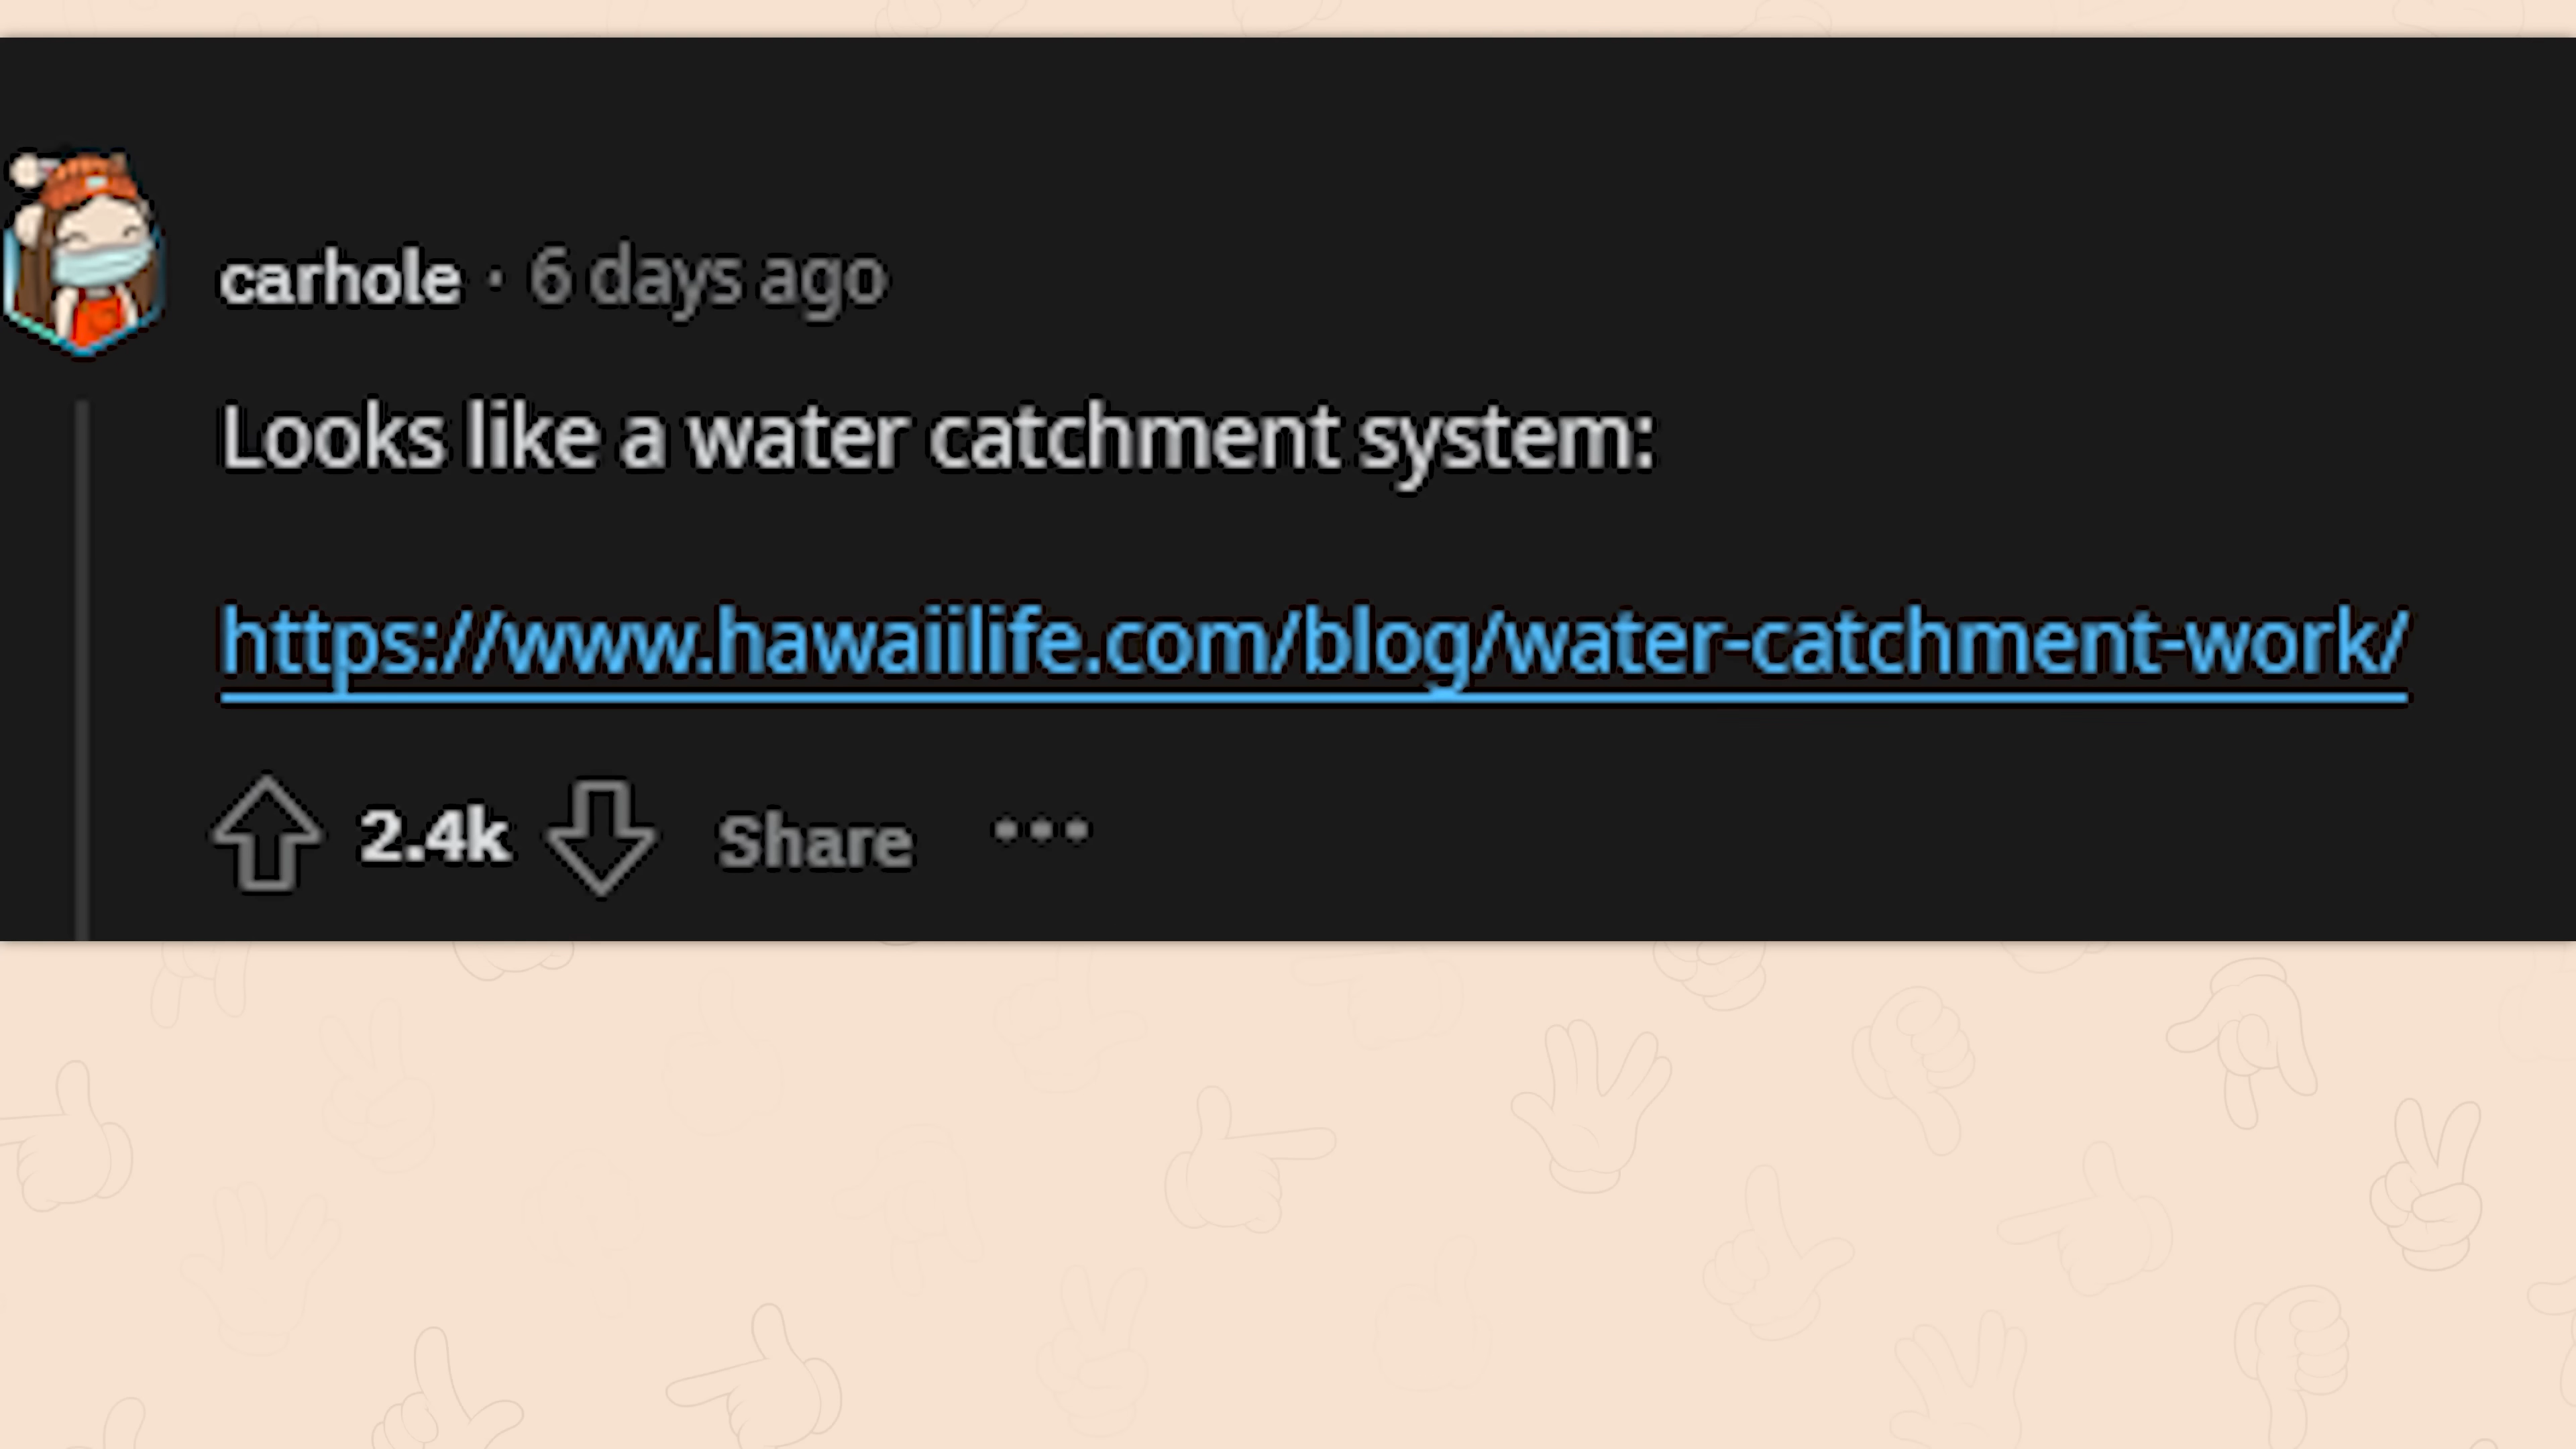 carhole · 6 days ago
Looks like a water catchment system:
https://www.hawaiilife.com/blog/water-catchment-work/
2.4k Share ...